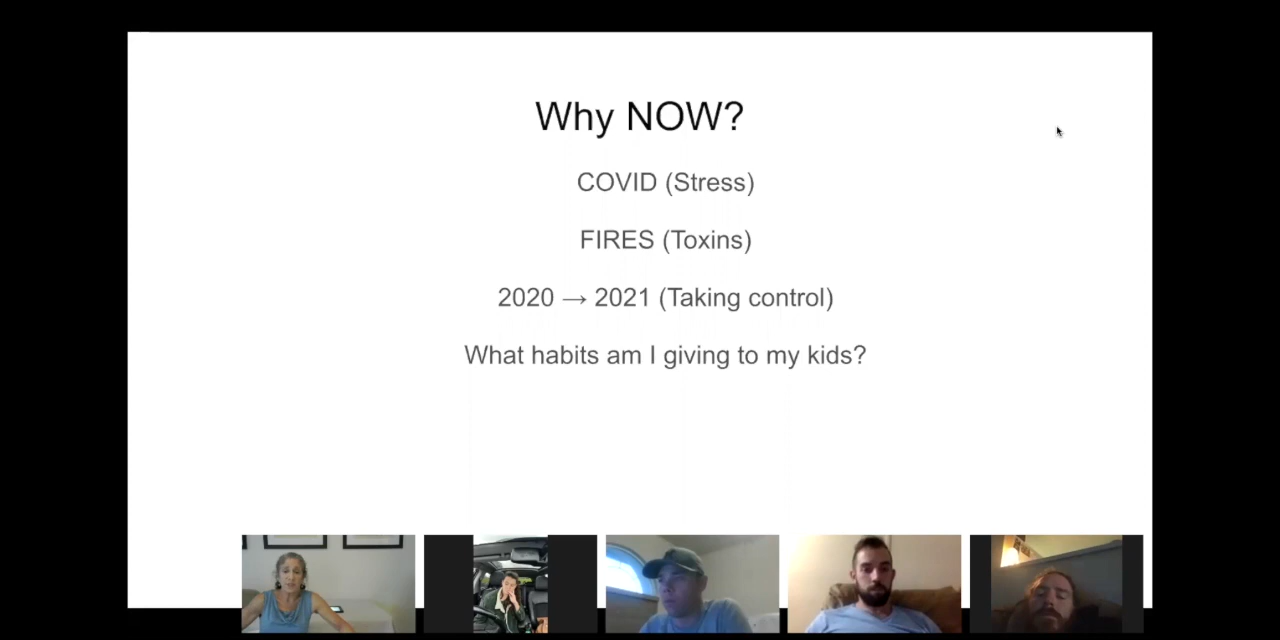 Why NOW?
COVID (Stress)
FIRES (Toxins)
2020 → 2021 (Taking control)
What habits am I giving to my kids?